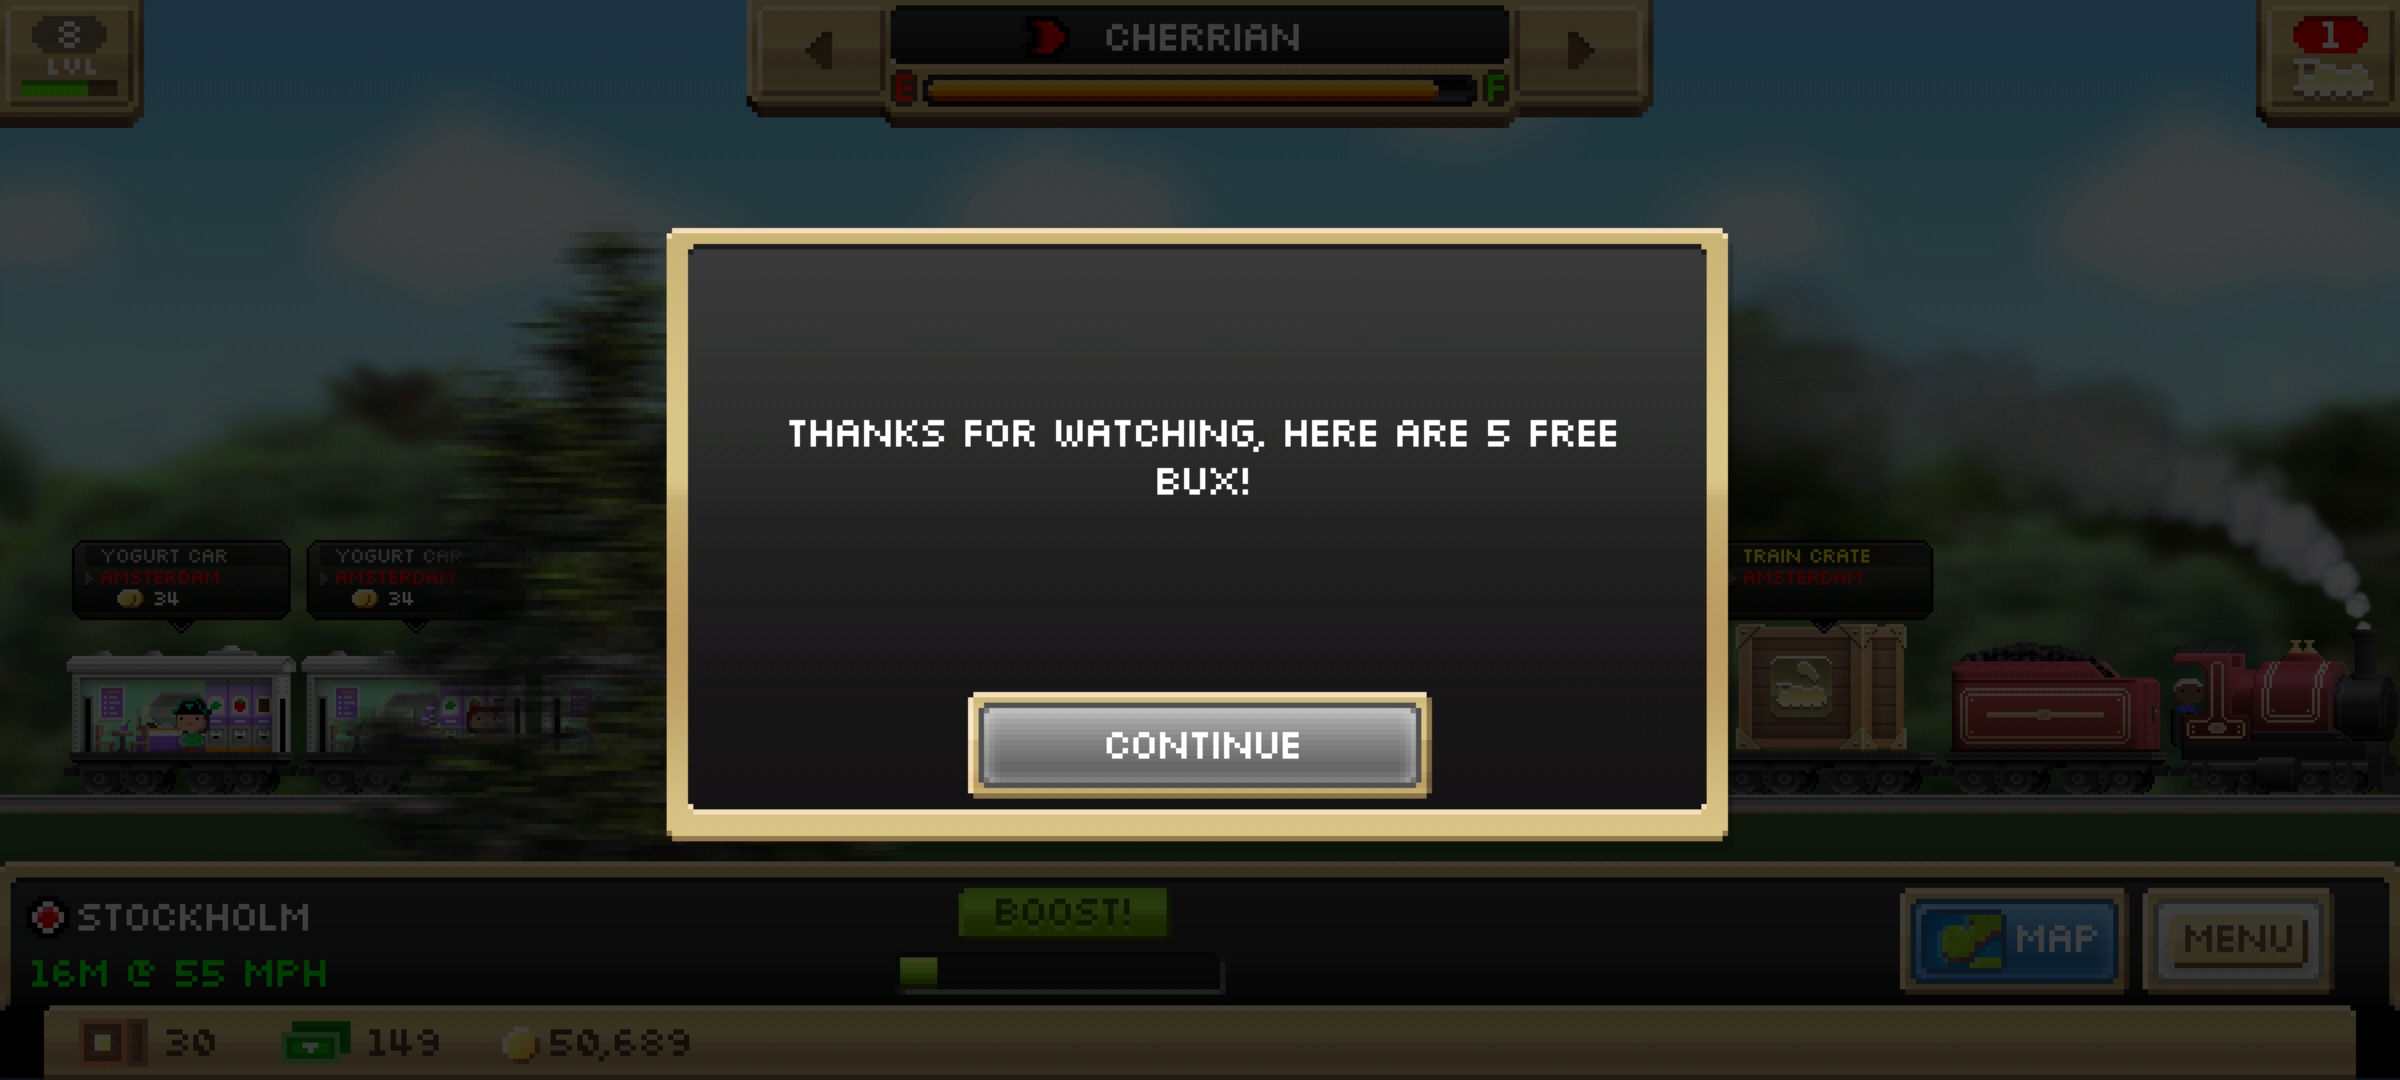 8
LVL
CHERRIAN
E
F
1
THANKS FOR WATCHING, HERE ARE 5 FREE
BUX!
YOGURT CAR
AMSTERDAM
34
YOGURT CAR
AMSTERDAM
34
TRAIN CRATE
AMSTERDAM
CONTINUE
STOCKHOLM
16M @ 55 MPH
BOOST!
MAP
MENU
30
149
50,689